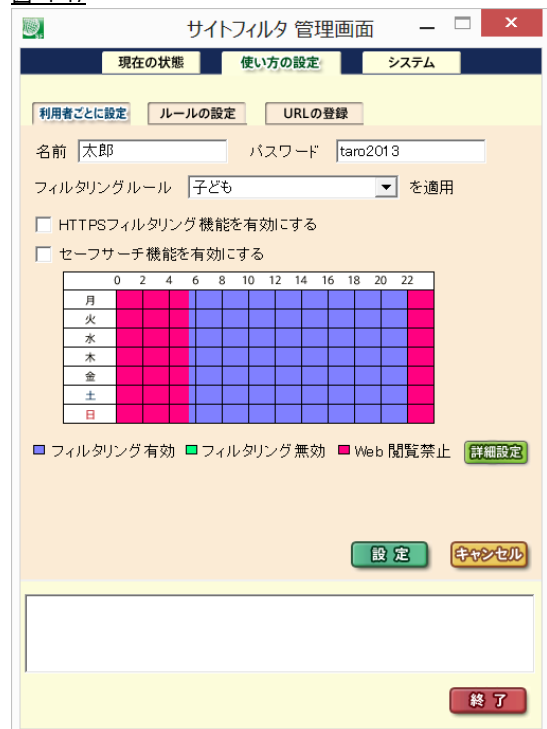 サイトフィルタ 管理画面
現在の状態 使い方の設定 システム
利用者ごとに設定 ルールの設定 URLの登録
名前 太郎 パスワード taro2013
フィルタリングルール 子ども を適用
HTTPSフィルタリング機能を有効にする
セーフサーチ機能を有効にする
0 2 4 6 8 10 12 14 16 18 20 22
月
火
水
木
金
土
日
フィルタリング有効 フィルタリング無効 Web閲覧禁止 詳細設定
設定 キャンセル
終了